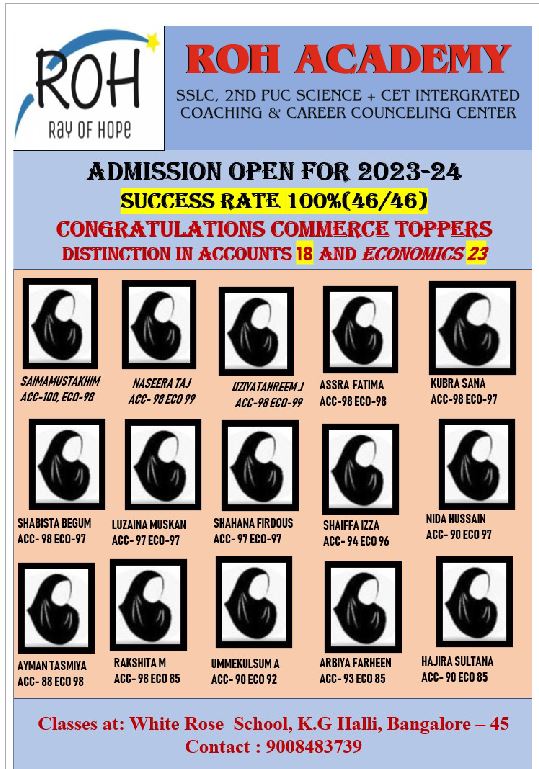 ROH
RAY OF HOPE
ROH ACADEMY
SSLC, 2ND PUC SCIENCE + CET INTERGRATED
COACHING & CAREER COUNCELING CENTER
ADMISSION OPEN FOR 2023-24
SUCCESS RATE 100%(46/46)
CONGRATULATIONS COMMERCE TOPPERS
DISTINCTION IN ACCOUNTS 18 AND ECONOMICS 23
SAIMAMUSTAKHIM
ACC-100, ECO-98
NASEERA TAJ
ACC- 98 ECO 99
UZIYATAHREEM J
ACC-98 ECO-99
ASSRA FATIMA
ACC-98 ECO-98
KUBRA SANA
ACC-98 ECO-97
SHABISTA BEGUM
ACC- 98 ECO-97
LUZAINA MUSKAN
ACC- 97 ECO-97
SHAHANA FIRDOUS
ACC- 97 ECO-97
SHAIFFA IZZA
ACC- 94 ECO 96
NIDA HUSSAIN
ACC- 90 ECO 97
AYMAN TASMIYA
ACC- 88 ECO 98
RAKSHITA M
ACC- 98 ECO 85
UMMEKULSUM A
ACC- 90 ECO 92
ARBIYA FARHEEN
ACC- 93 ECO 85
HAJIRA SULTANA
ACC- 90 ECO 85
Classes at: White Rose School, K.G Halli, Bangalore – 45
Contact : 9008483739